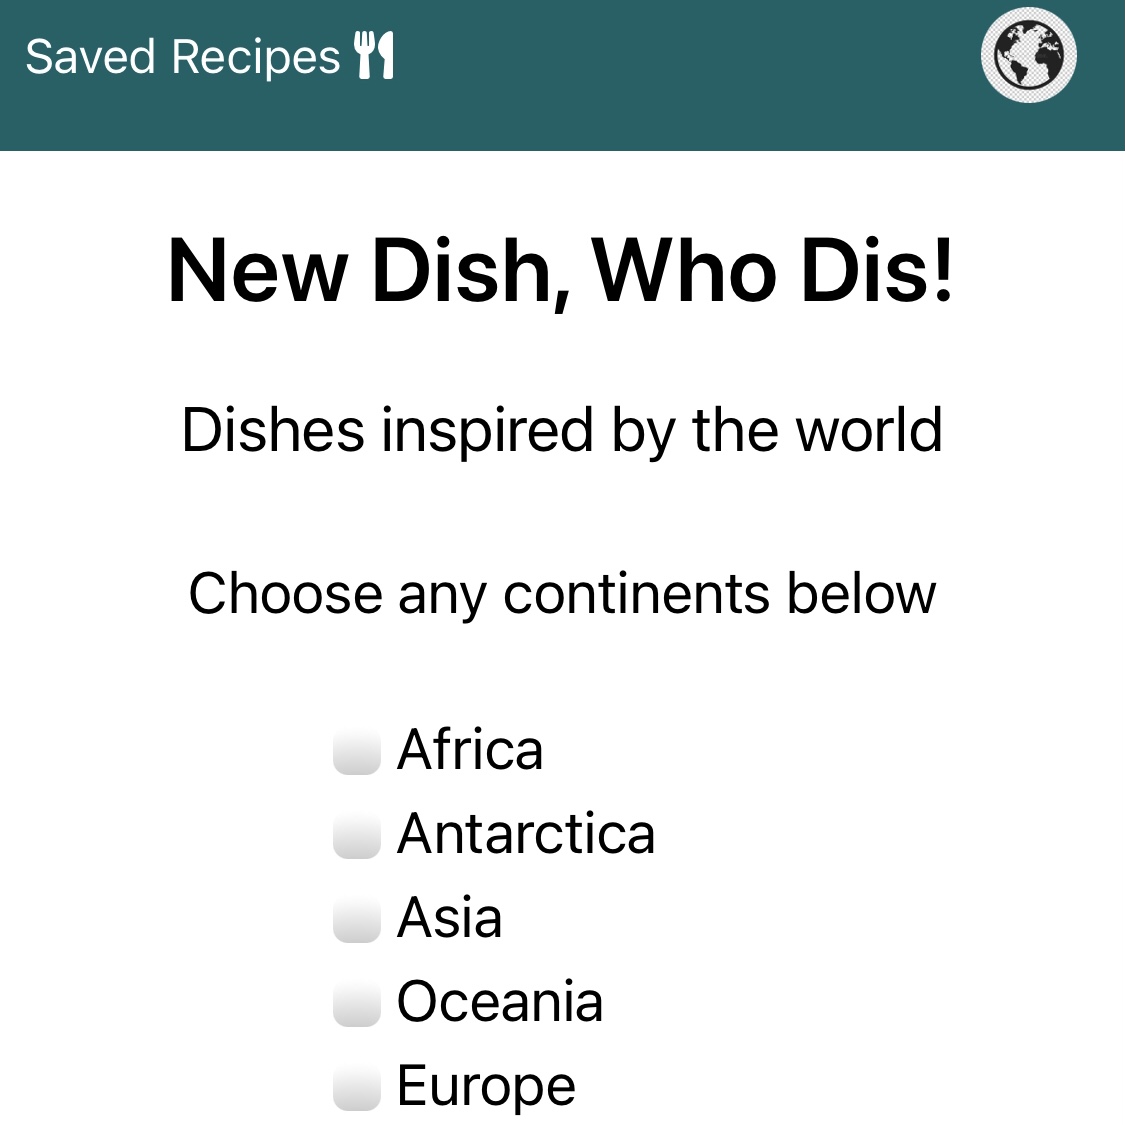 Saved Recipes
New Dish, Who Dis!
Dishes inspired by the world
Choose any continents below
Africa
Antarctica
Asia
Oceania
Europe